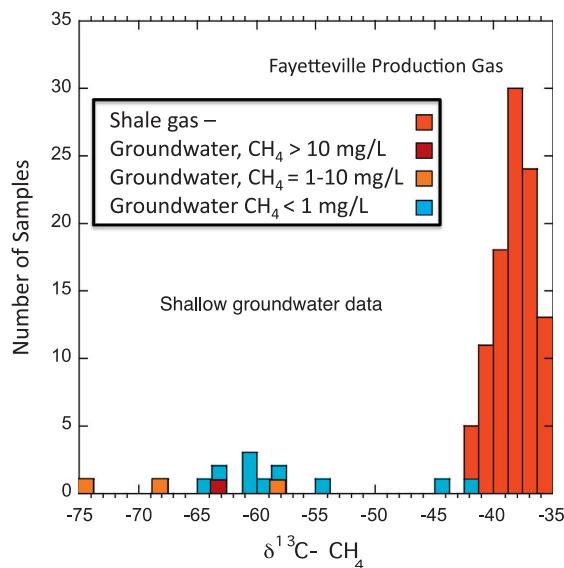 35
30
25
20
15
10
5
0
Number of Samples
Fayetteville Production Gas
Shale gas –
Groundwater, CH₄ > 10 mg/L
Groundwater, CH₄ = 1-10 mg/L
Groundwater CH₄ < 1 mg/L
Shallow groundwater data
-75 -70 -65 -60 -55 -50 -45 -40 -35
δ¹³C- CH₄